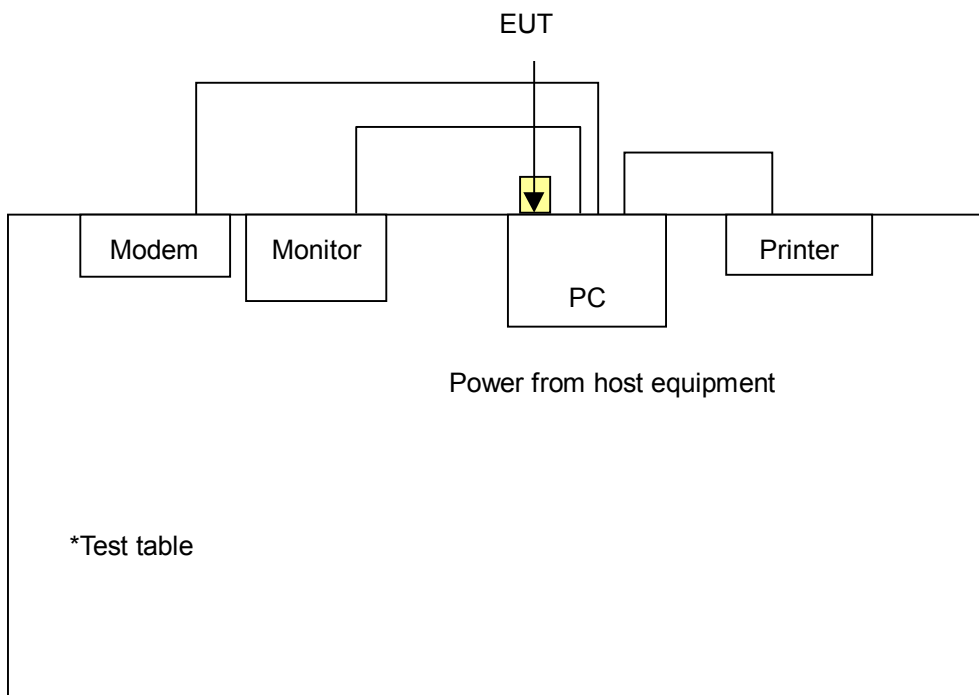 EUT
Modem
Monitor
Printer
PC
Power from host equipment
*Test table